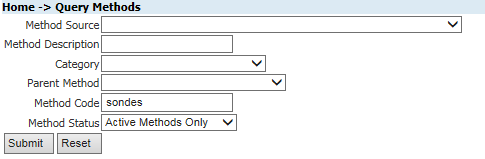 Home -> Query Methods
Method Source
Method Description
Category
Parent Method
Method Code sondes
Method Status Active Methods Only
Submit Reset